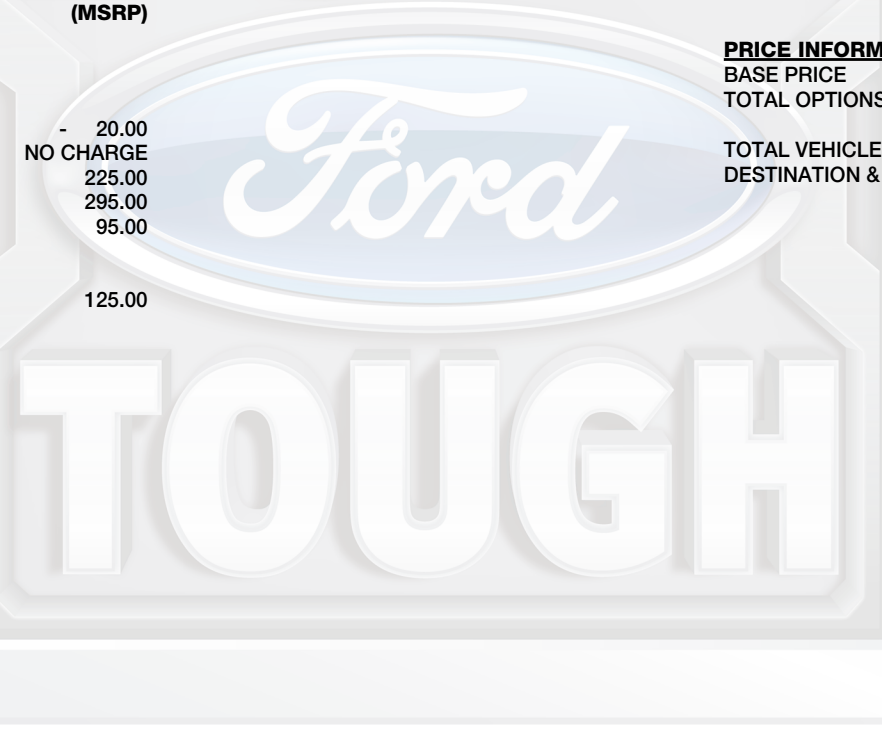 (MSRP)
- 20.00
NO CHARGE
225.00
295.00
95.00
125.00
PRICE INFORM
BASE PRICE
TOTAL OPTIONS
TOTAL VEHICLE
DESTINATION &
Ford
TOUGH